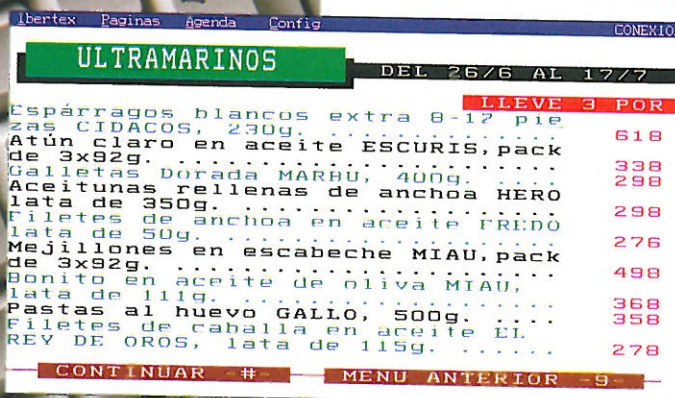 Ibertex Paginas Agenda Config
CONEXIO
ULTRAMARINOS
DEL 26/6 AL 17/7
LLEVE 3 POR
Espárragos blancos extra 8-12 pie
zas CIDACOS, 230g. .............. 618
Atún claro en aceite ESCURIS,pack
de 3x92g. ....................... 338
Galletas Dorada MARBU, 400g. .... 298
Aceitunas rellenas de anchoa HERO
lata de 350g. ................... 298
Filetes de anchoa en aceite FREDO
lata de 50g. .................... 276
Mejillones en escabeche MIAU,pack
de 3x92g. ....................... 498
Bonito en aceite de oliva MIAU,
lata de 111g. ................... 368
Pastas al huevo GALLO, 500g. .... 358
Filetes de caballa en aceite EL
REY DE OROS, lata de 115g. ...... 278
CONTINUAR -#- MENU ANTERIOR -9-